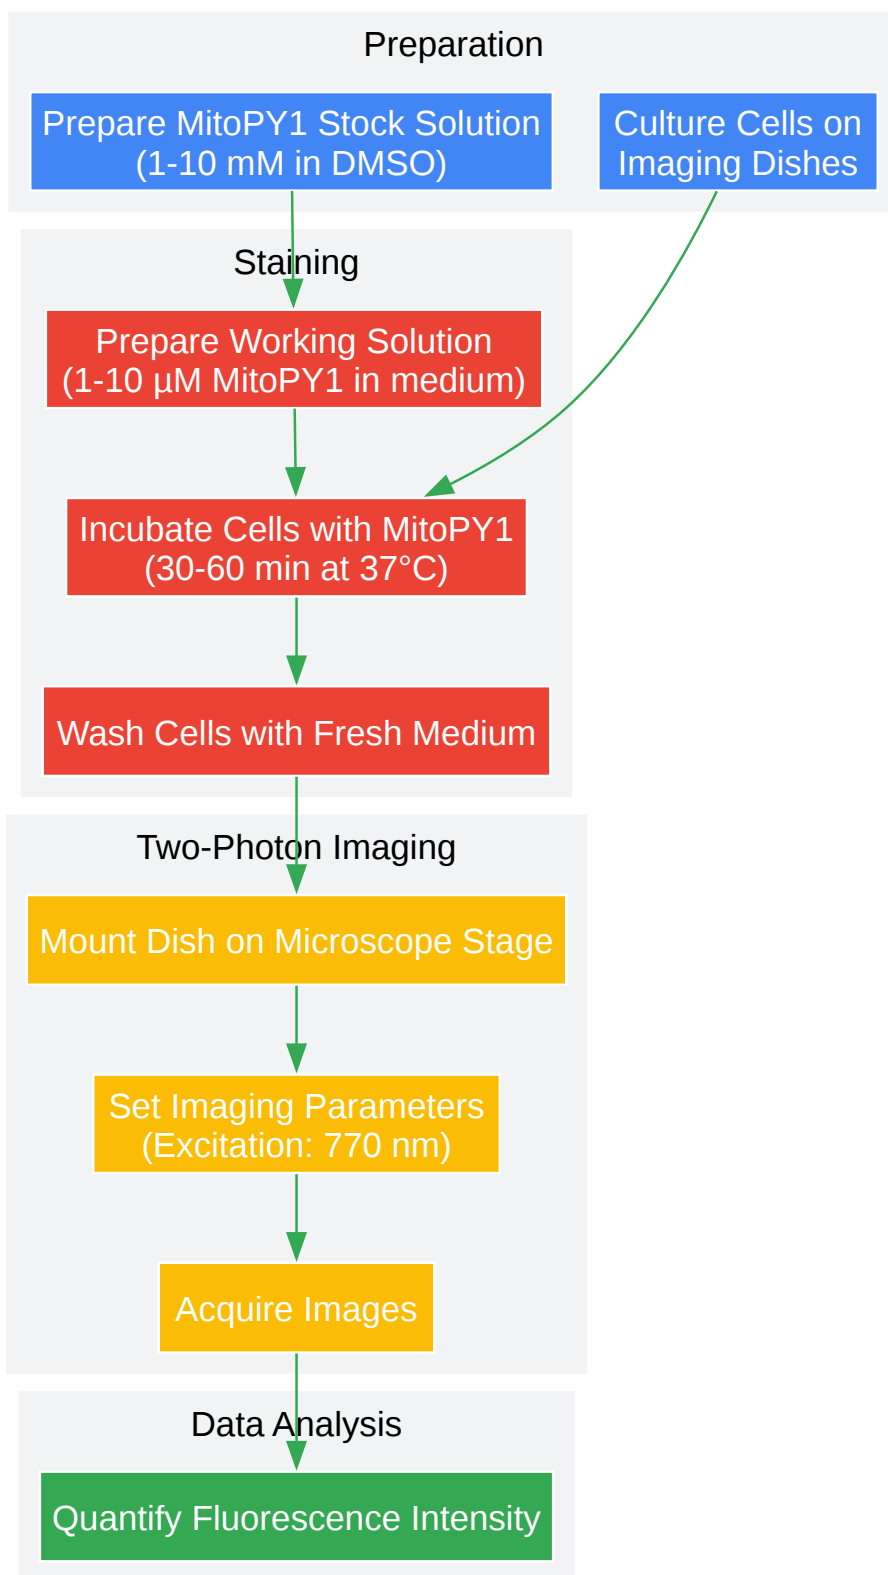 Preparation
Prepare MitoPY1 Stock Solution
(1-10 mM in DMSO)
Culture Cells on
Imaging Dishes
Staining
Prepare Working Solution
(1-10 µM MitoPY1 in medium)
Incubate Cells with MitoPY1
(30-60 min at 37°C)
Wash Cells with Fresh Medium
Two-Photon Imaging
Mount Dish on Microscope Stage
Set Imaging Parameters
(Excitation: 770 nm)
Acquire Images
Data Analysis
Quantify Fluorescence Intensity